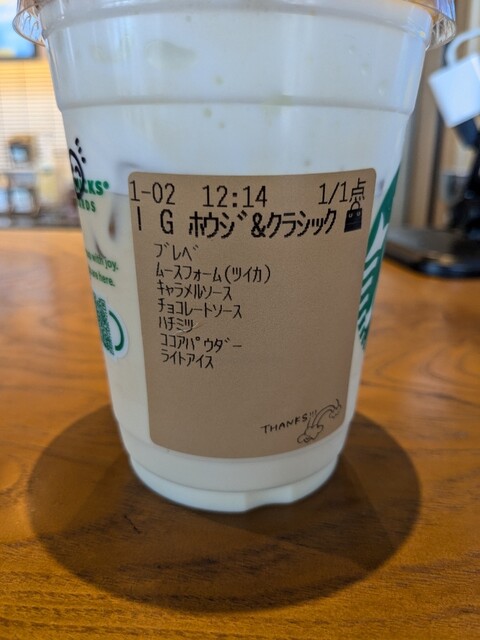 1-02 12:14 1/1点
I G ホウジ&クラシック
ブレベ
ムースフォーム(ツイカ)
キャラメルソース
チョコレートソース
ハチミツ
ココアパウダー
ライトアイス
THANKS!!
with joy.
here.